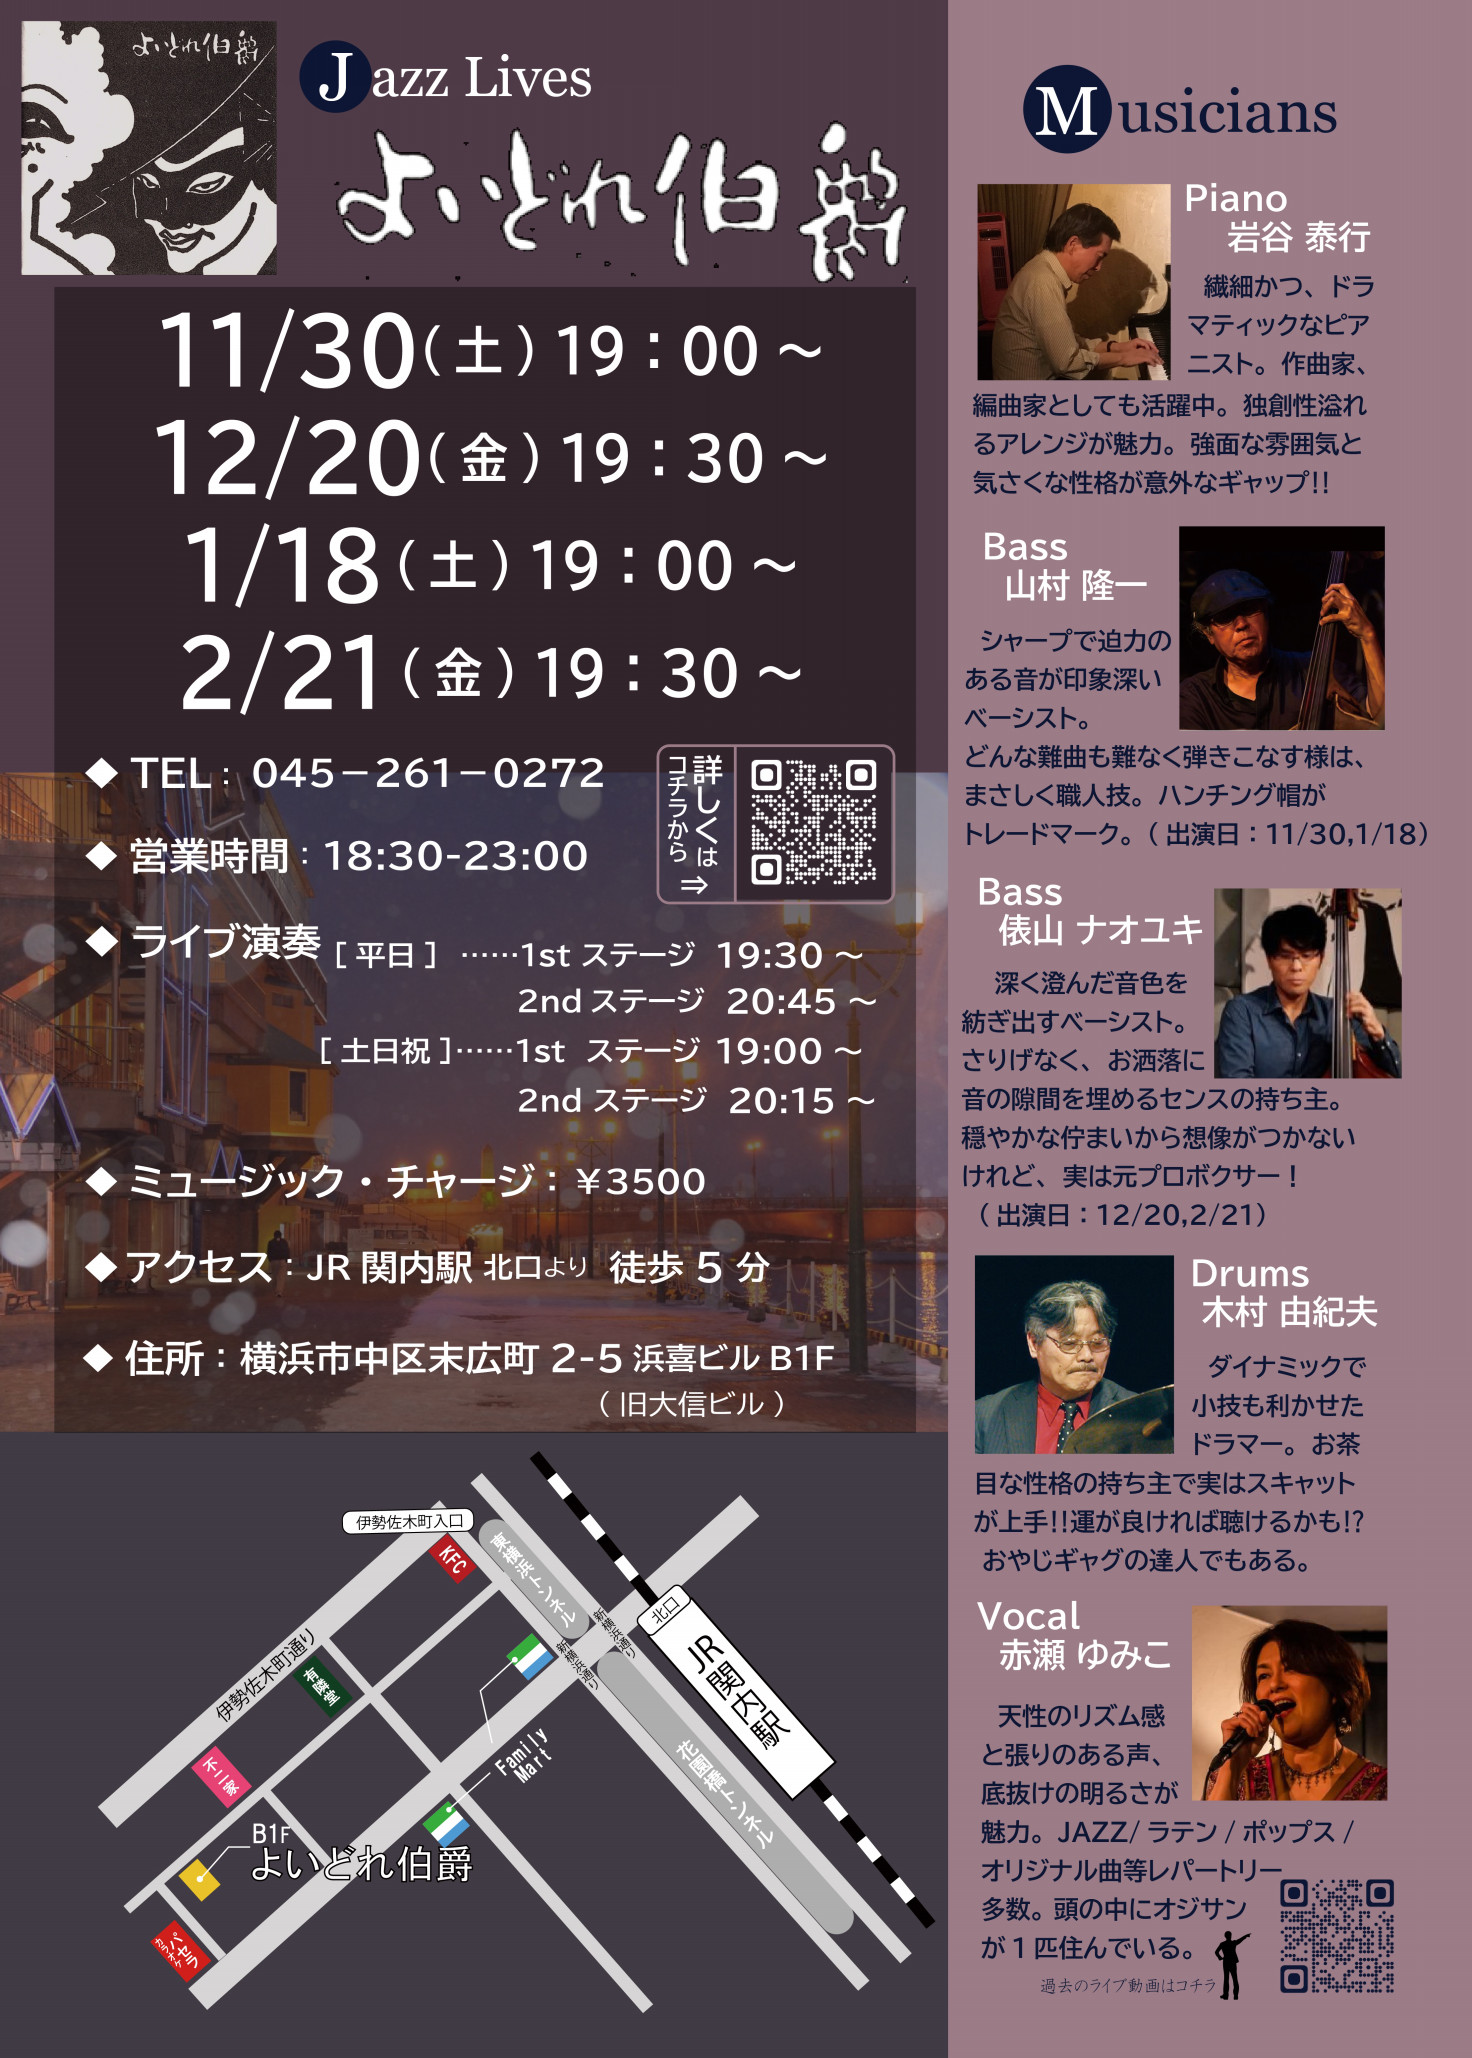 よいどれ伯爵
Jazz Lives
よいどれ伯爵
11/30(土)19：00～
12/20(金)19：30～
1/18(土)19：00～
2/21(金)19：30～
◆TEL：045－261－0272
◆営業時間：18:30-23:00
詳しくは
コチラから
⇒
◆ライブ演奏[平日]……1st ステージ 19:30～
2nd ステージ 20:45～
[土日祝]……1st ステージ 19:00～
2nd ステージ 20:15～
◆ミュージック・チャージ：￥3500
◆アクセス：JR 関内駅 北口より 徒歩 5 分
◆住所：横浜市中区末広町 2-5 浜喜ビル B1F
（旧大信ビル）
伊勢佐木町入口
KFC
東横浜トンネル
新横浜通り
新横浜通り
北口
JR関内駅
伊勢佐木町通り
有隣堂
Family
Mart
花園橋トンネル
不二家
B1F
よいどれ伯爵
カラオケ
パセラ
Musicians
Piano
岩谷 泰行
繊細かつ、ドラ
マティックなピア
ニスト。作曲家、
編曲家としても活躍中。独創性溢れ
るアレンジが魅力。強面な雰囲気と
気さくな性格が意外なギャップ!!
Bass
山村 隆一
シャープで迫力の
ある音が印象深い
ベーシスト。
どんな難曲も難なく弾きこなす様は、
まさしく職人技。ハンチング帽が
トレードマーク。（出演日：11/30,1/18）
Bass
俵山 ナオユキ
深く澄んだ音色を
紡ぎ出すベーシスト。
さりげなく、お洒落に
音の隙間を埋めるセンスの持ち主。
穏やかな佇まいから想像がつかない
けれど、実は元プロボクサー！
（出演日：12/20,2/21）
Drums
木村 由紀夫
ダイナミックで
小技も利かせた
ドラマー。お茶
目な性格の持ち主で実はスキャット
が上手!!運が良ければ聴けるかも!?
おやじギャグの達人でもある。
Vocal
赤瀬 ゆみこ
天性のリズム感
と張りのある声、
底抜けの明るさが
魅力。JAZZ/ ラテン / ポップス /
オリジナル曲等レパートリー
多数。頭の中にオジサン
が 1 匹住んでいる。
過去のライブ動画はコチラ